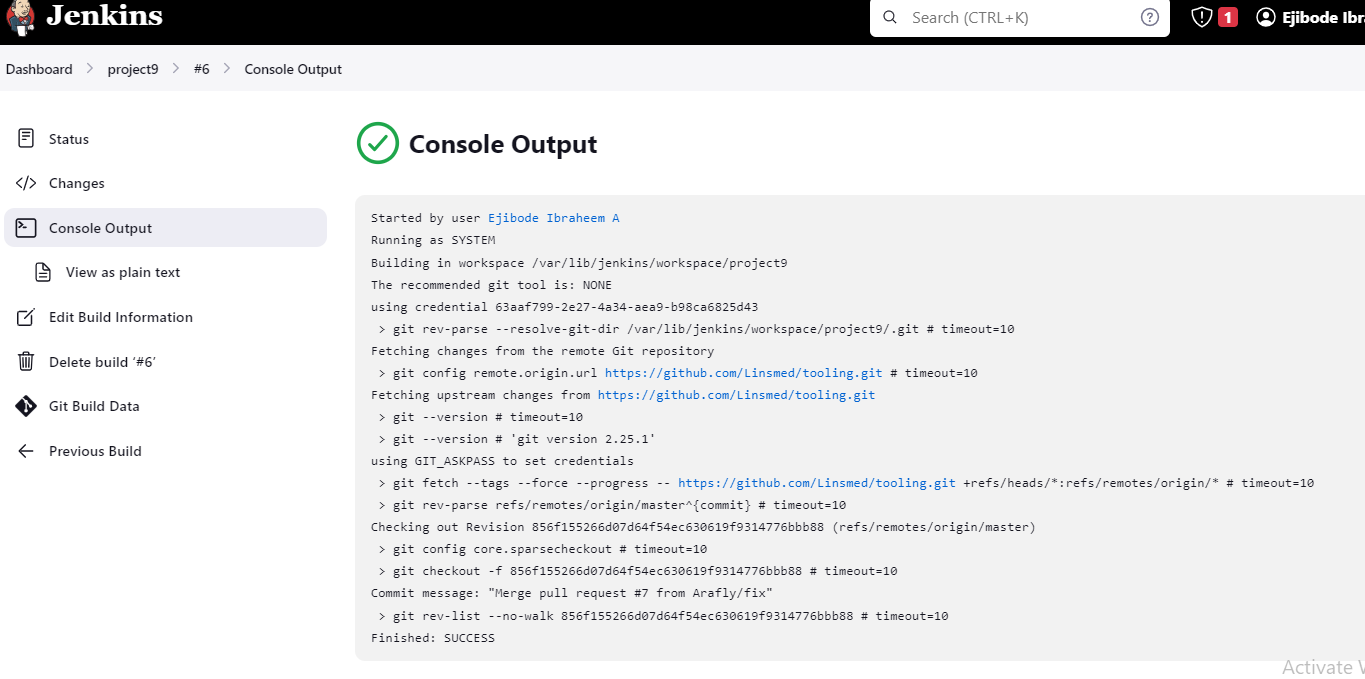 Jenkins
Search (CTRL+K)
1
Ejibode Ibr
Dashboard
project9
#6
Console Output
Status
Changes
Console Output
View as plain text
Edit Build Information
Delete build ‘#6’
Git Build Data
Previous Build
Console Output
Started by user Ejibode Ibraheem A
Running as SYSTEM
Building in workspace /var/lib/jenkins/workspace/project9
The recommended git tool is: NONE
using credential 63aaf799-2e27-4a34-aea9-b98ca6825d43
 > git rev-parse --resolve-git-dir /var/lib/jenkins/workspace/project9/.git # timeout=10
Fetching changes from the remote Git repository
 > git config remote.origin.url https://github.com/Linsmed/tooling.git # timeout=10
Fetching upstream changes from https://github.com/Linsmed/tooling.git
 > git --version # timeout=10
 > git --version # 'git version 2.25.1'
using GIT_ASKPASS to set credentials
 > git fetch --tags --force --progress -- https://github.com/Linsmed/tooling.git +refs/heads/*:refs/remotes/origin/* # timeout=10
 > git rev-parse refs/remotes/origin/master^{commit} # timeout=10
Checking out Revision 856f155266d07d64f54ec630619f9314776bbb88 (refs/remotes/origin/master)
 > git config core.sparsecheckout # timeout=10
 > git checkout -f 856f155266d07d64f54ec630619f9314776bbb88 # timeout=10
Commit message: "Merge pull request #7 from Arafly/fix"
 > git rev-list --no-walk 856f155266d07d64f54ec630619f9314776bbb88 # timeout=10
Finished: SUCCESS
Activate